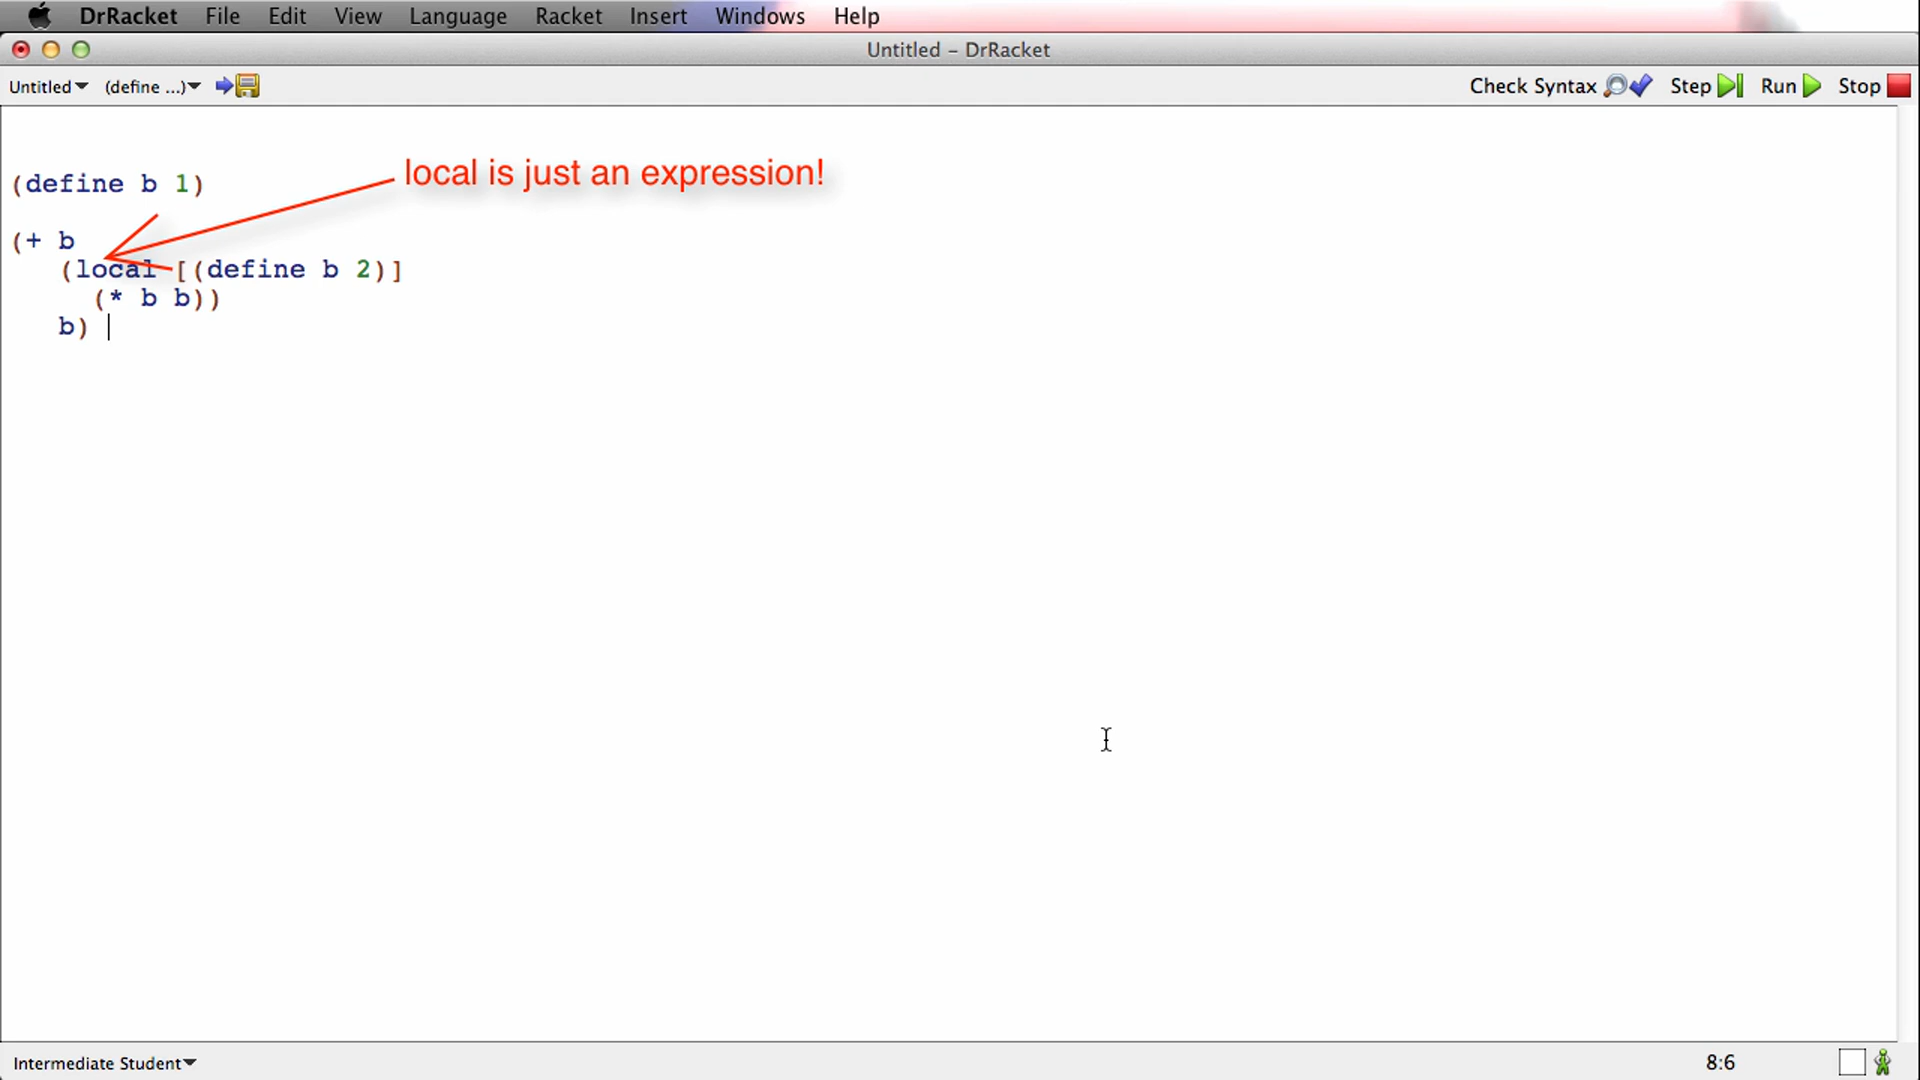 DrRacket File Edit View Language Racket Insert Windows Help
Untitled – DrRacket
Untitled (define ...) Check Syntax Step Run Stop
local is just an expression!
(define b 1)
(+ b
(local [(define b 2)]
(* b b))
b)
Intermediate Student 8:6